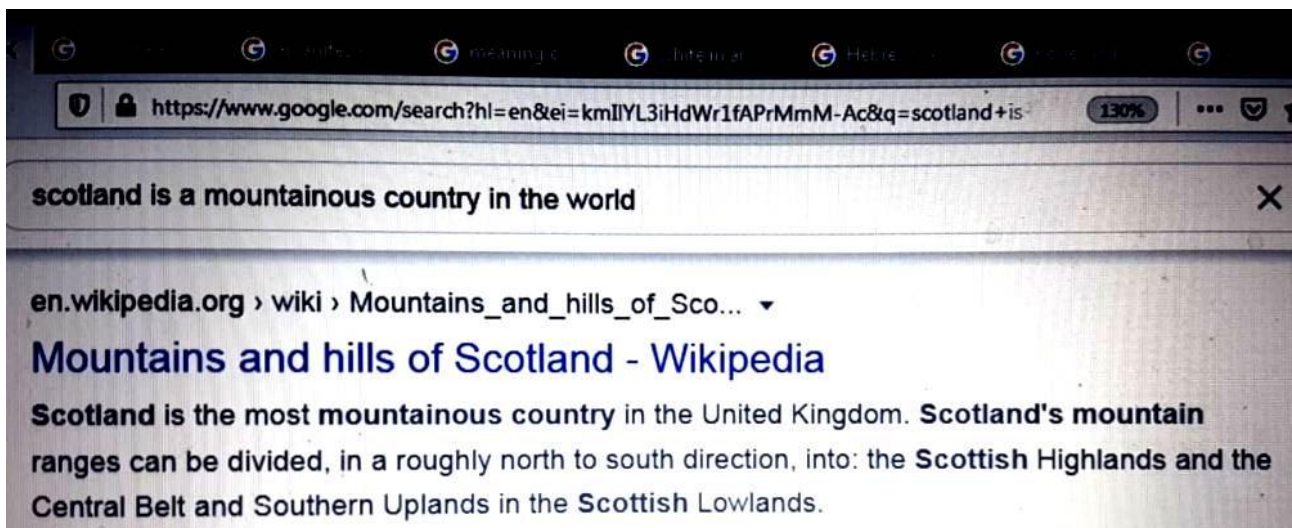 meaning
https://www.google.com/search?hl=en&ei=kmIlYL3iHdWr1fAPrMmM-Ac&q=scotland+is 130%
scotland is a mountainous country in the world
en.wikipedia.org › wiki › Mountains_and_hills_of_Sco...
Mountains and hills of Scotland - Wikipedia
Scotland is the most mountainous country in the United Kingdom. Scotland's mountain
ranges can be divided, in a roughly north to south direction, into: the Scottish Highlands and the
Central Belt and Southern Uplands in the Scottish Lowlands.